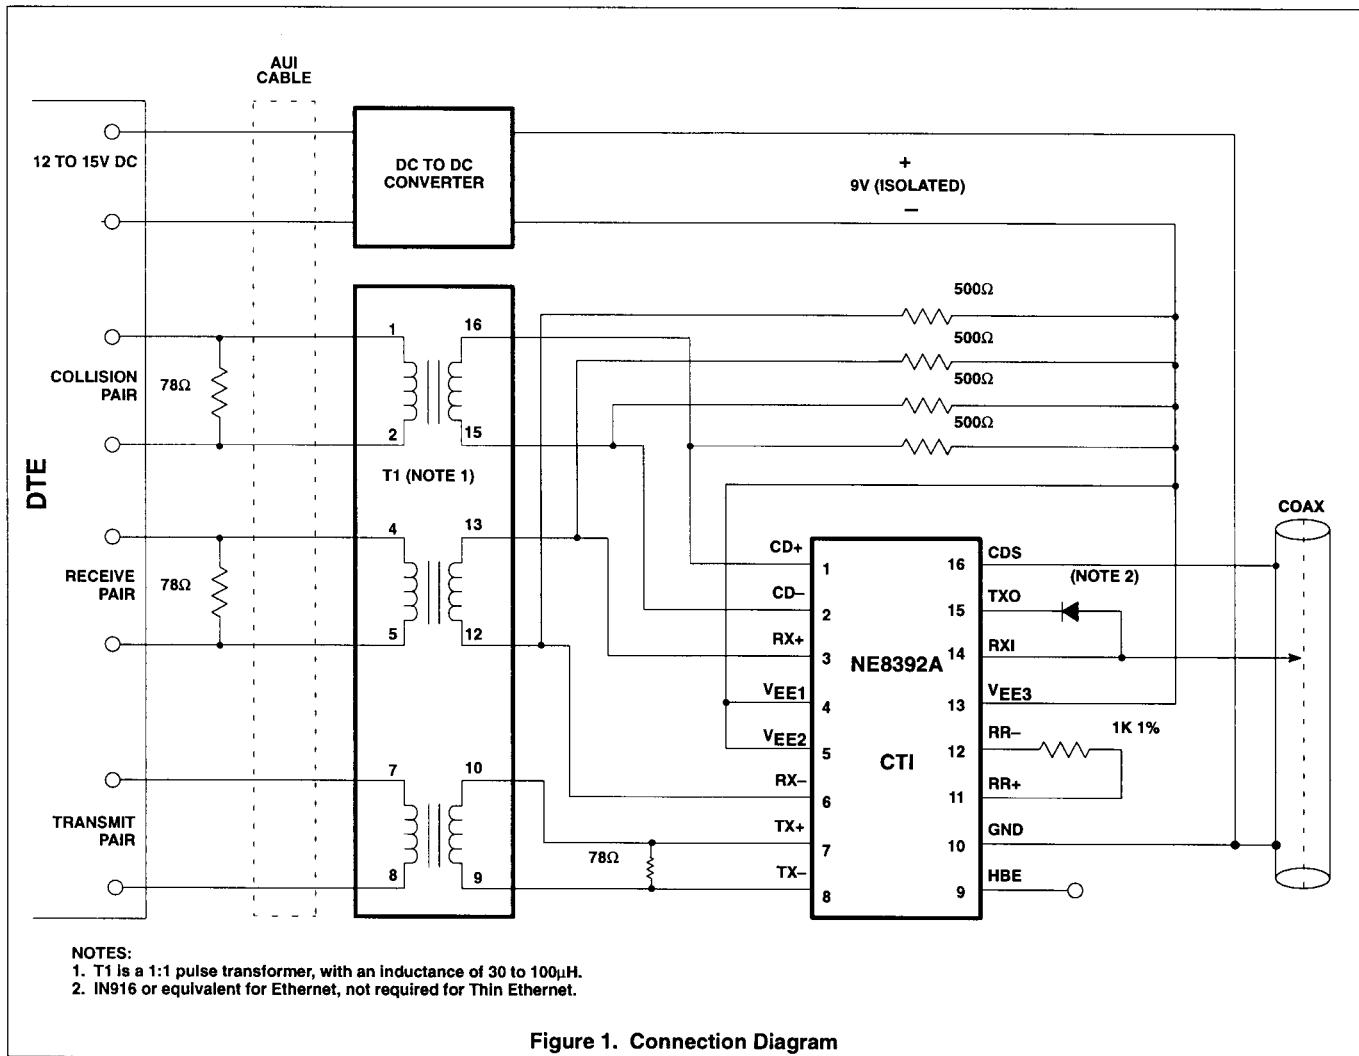 AUI
CABLE
12 TO 15V DC
DC TO DC
CONVERTER
+
9V (ISOLATED)
–
500Ω
500Ω
500Ω
500Ω
1
16
COLLISION
PAIR
78Ω
2
15
T1 (NOTE 1)
DTE
4
13
RECEIVE
PAIR
78Ω
5
12
7
10
TRANSMIT
PAIR
8
9
78Ω
CD+
1
CD–
2
RX+
3
VEE1
4
VEE2
5
RX–
6
TX+
7
TX–
8
NE8392A
CTI
16
CDS
15
TXO
(NOTE 2)
14
RXI
13
VEE3
12
RR–
1K 1%
11
RR+
10
GND
9
HBE
COAX
NOTES:
1. T1 is a 1:1 pulse transformer, with an inductance of 30 to 100µH.
2. IN916 or equivalent for Ethernet, not required for Thin Ethernet.
Figure 1. Connection Diagram